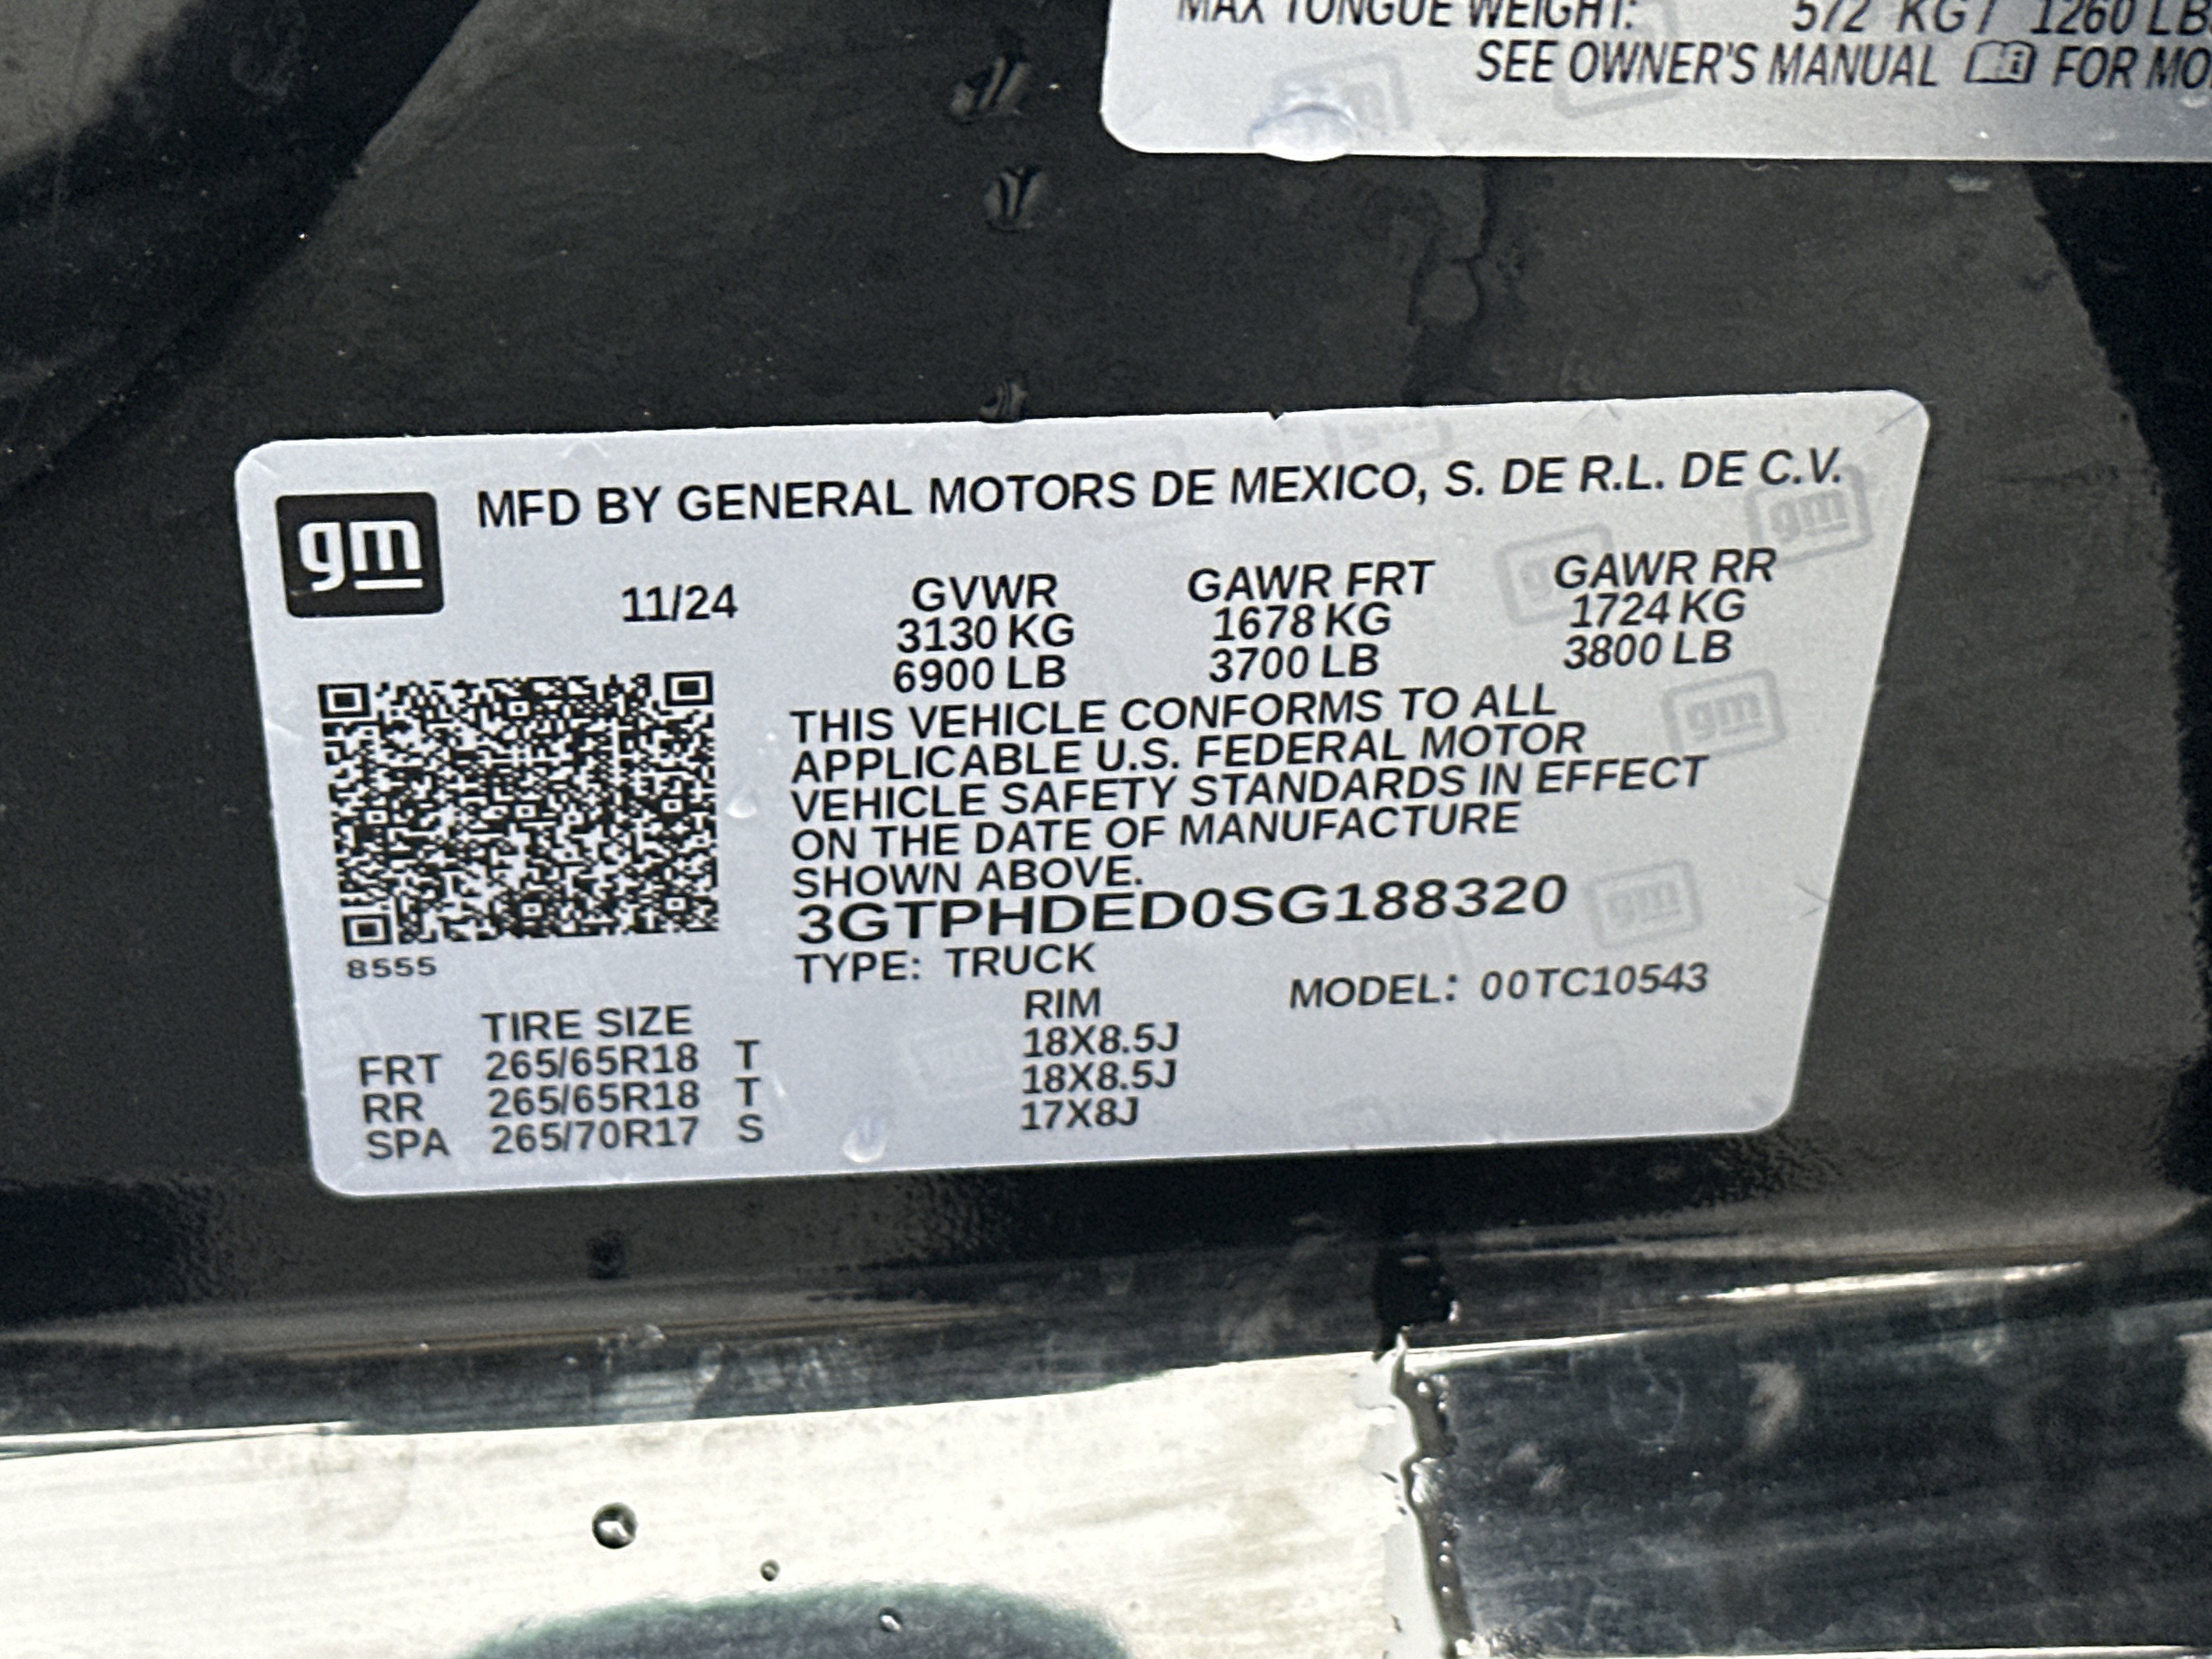 MAX TONGUE WEIGHT: 572 KG / 1260 LB
SEE OWNER'S MANUAL FOR
gm
MFD BY GENERAL MOTORS DE MEXICO, S. DE R.L. DE C.V.
11/24 GVWR GAWR FRT GAWR RR
3130 KG 1678 KG 1724 KG
6900 LB 3700 LB 3800 LB
THIS VEHICLE CONFORMS TO ALL
APPLICABLE U.S. FEDERAL MOTOR
VEHICLE SAFETY STANDARDS IN EFFECT
ON THE DATE OF MANUFACTURE
SHOWN ABOVE.
3GTPHDED0SG188320
8555
TYPE: TRUCK MODEL: 00TC10543
TIRE SIZE RIM
FRT 265/65R18 T 18X8.5J
RR 265/65R18 T 18X8.5J
SPA 265/70R17 S 17X8J